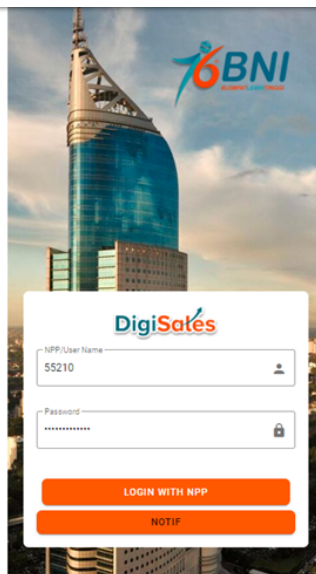 76 BNI
DigiSales
NPP/User Name
55210
Password
•••••••••••••
LOGIN WITH NPP
NOTIF